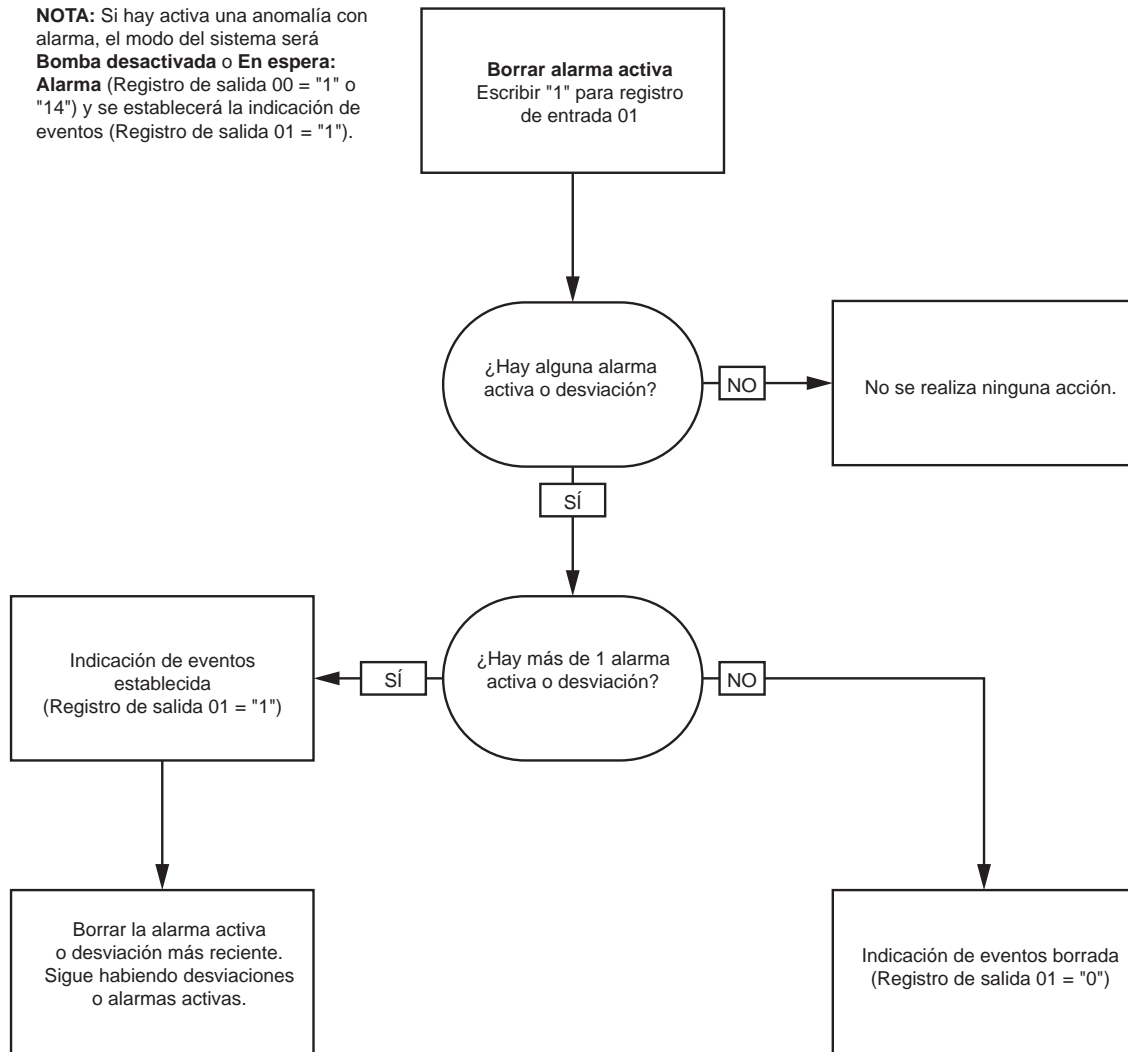 NOTA: Si hay activa una anomalía con
alarma, el modo del sistema será
Bomba desactivada o En espera:
Alarma (Registro de salida 00 = "1" o
"14") y se establecerá la indicación de
eventos (Registro de salida 01 = "1").
Borrar alarma activa
Escribir "1" para registro
de entrada 01
¿Hay alguna alarma
activa o desviación?
NO
No se realiza ninguna acción.
SÍ
¿Hay más de 1 alarma
activa o desviación?
SÍ
NO
Indicación de eventos
establecida
(Registro de salida 01 = "1")
Borrar la alarma activa
o desviación más reciente.
Sigue habiendo desviaciones
o alarmas activas.
Indicación de eventos borrada
(Registro de salida 01 = "0")